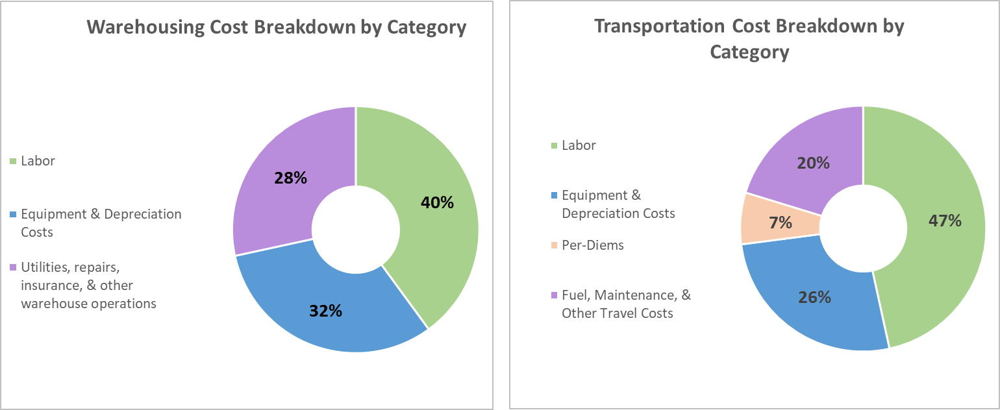 Warehousing Cost Breakdown by Category
Labor
Equipment & Depreciation
Costs
Utilities, repairs,
insurance, & other
warehouse operations
28%
40%
32%
Transportation Cost Breakdown by
Category
Labor
Equipment &
Depreciation Costs
Per-Diems
Fuel, Maintenance, &
Other Travel Costs
20%
47%
7%
26%